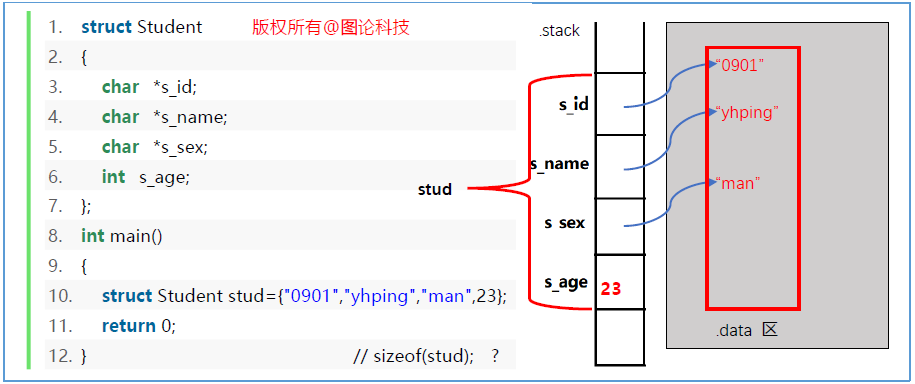 1. struct Student 版权所有@图论科技
2. {
3. char *s_id;
4. char *s_name;
5. char *s_sex;
6. int s_age;
7. };
8. int main()
9. {
10. struct Student stud={"0901","yhping","man",23};
11. return 0;
12. } // sizeof(stud); ?
.stack
stud
s_id
s_name
s_sex
s_age
23
“0901”
“yhping”
“man”
.data 区